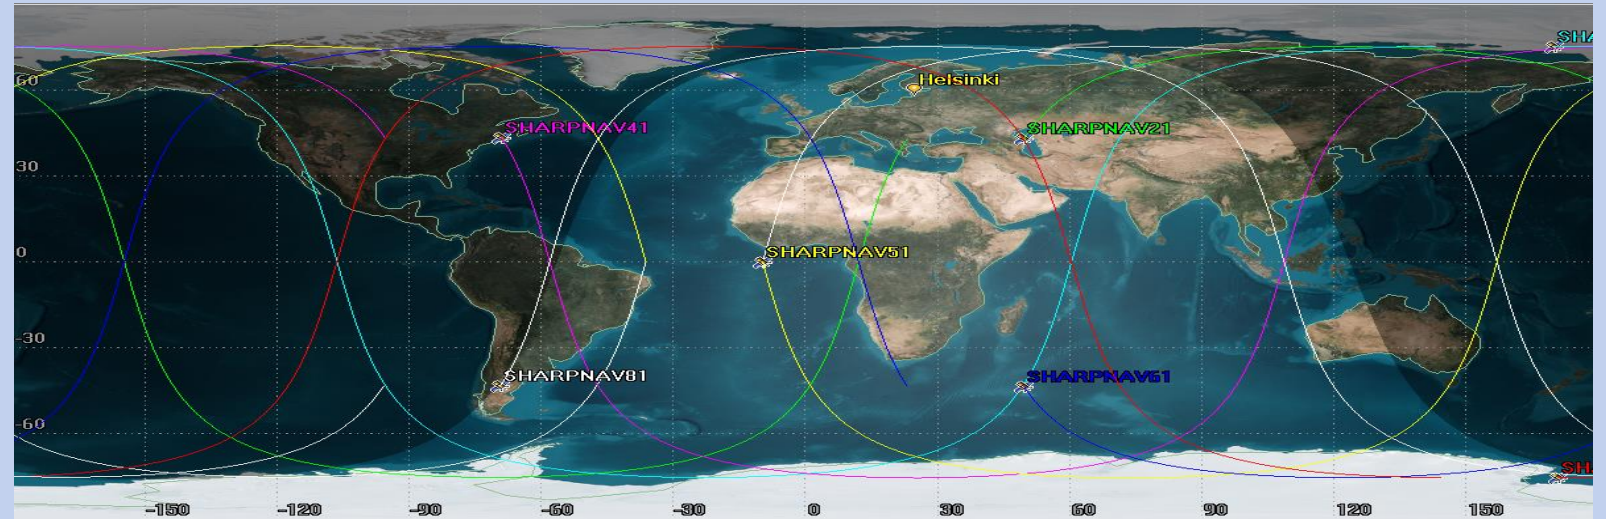 SHA
60
Helsinki
SHARPNAV41
SHARPNAV21
30
0
SHARPNAV51
-30
SHARPNAV81
SHARPNAV61
-60
SH
-150 -120 -90 -60 -30 0 30 60 90 120 150